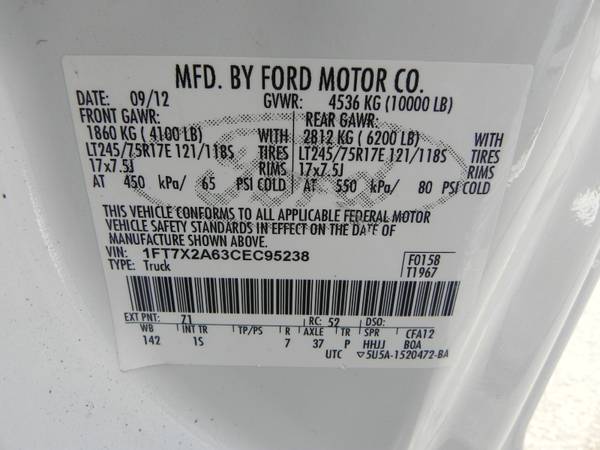 MFD. BY FORD MOTOR CO.
DATE: 09/12 GVWR: 4536 KG (10000 LB)
FRONT GAWR: REAR GAWR:
1860 KG ( 4100 LB) 2812 KG ( 6200 LB) WITH
LT245/75R17E 121/118S TIRES LT245/75R17E 121/118S TIRES
17x7.5J RIMS 17x7.5J RIMS
AT 450 kPa/ 65 PSI COLD AT 550 kPa/ 80 PSI COLD
THIS VEHICLE CONFORMS TO ALL APPLICABLE FEDERAL MOTOR
VEHICLE SAFETY STANDARDS IN EFFECT ON THE DATE OF
MANUFACTURE SHOWN ABOVE.
VIN: 1FT7X2A63CEC95238 F0158
TYPE: Truck T1967
EXT PNT: 71 RC: 52 DSO:
WB INT TR TP/PS R AXLE TR SPR CFA12
142 1S 7 37 P HHJJ BOA
UTC 5U5A-1520472-BA
Ford